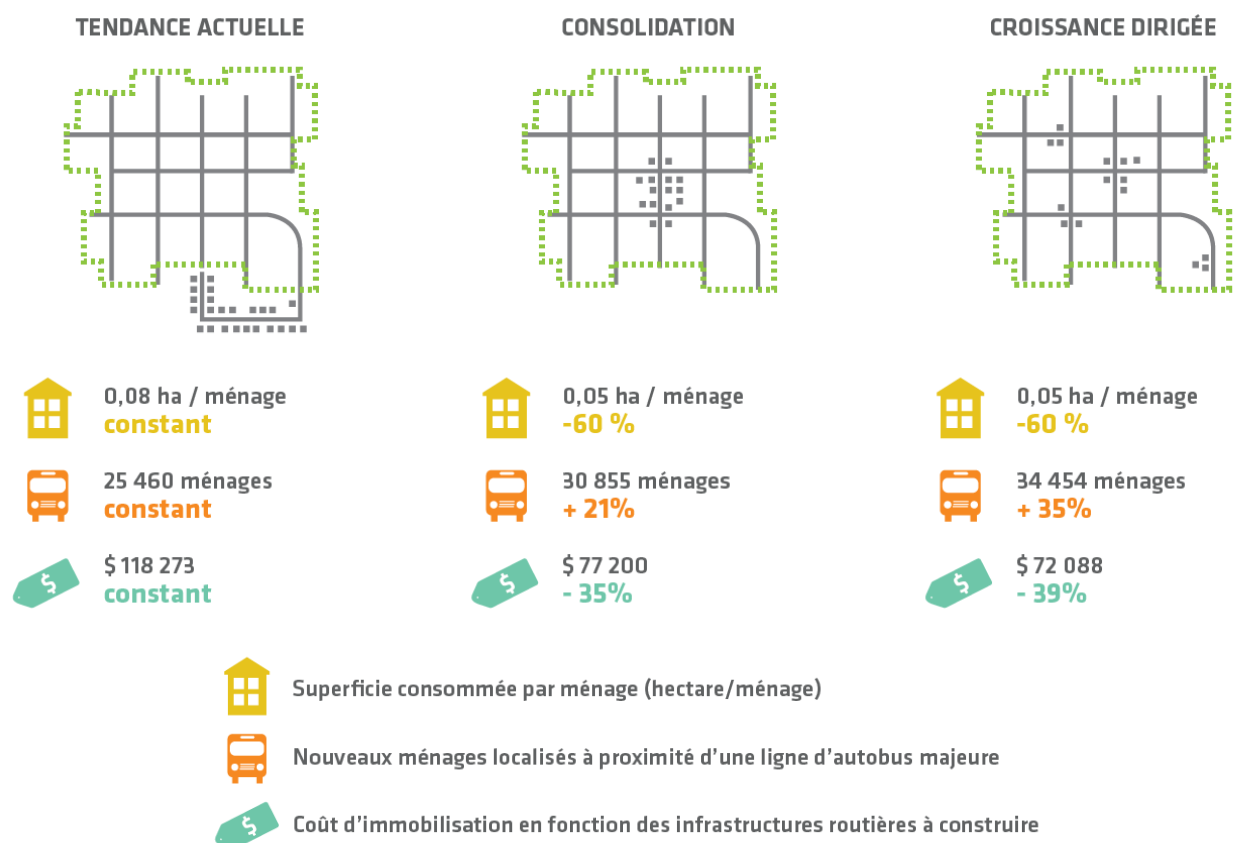 TENDANCE ACTUELLE
CONSOLIDATION
CROISSANCE DIRIGÉE
0,08 ha / ménage
constant
0,05 ha / ménage
-60 %
0,05 ha / ménage
-60 %
25 460 ménages
constant
30 855 ménages
+ 21%
34 454 ménages
+ 35%
$ 118 273
constant
$ 77 200
- 35%
$ 72 088
- 39%
Superficie consommée par ménage (hectare/ménage)
Nouveaux ménages localisés à proximité d'une ligne d'autobus majeure
Coût d'immobilisation en fonction des infrastructures routières à construire